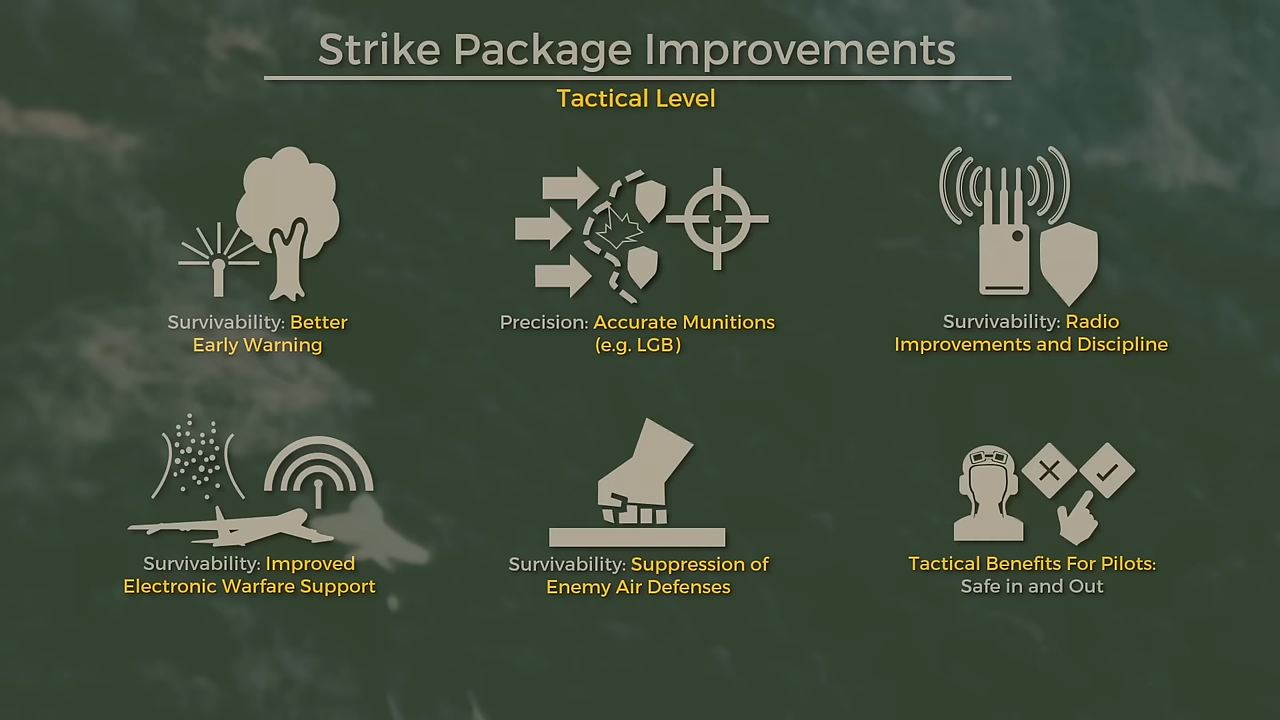 Strike Package Improvements
Tactical Level
Survivability: Better
Early Warning
Precision: Accurate Munitions
(e.g. LGB)
Survivability: Radio
Improvements and Discipline
Survivability: Improved
Electronic Warfare Support
Survivability: Suppression of
Enemy Air Defenses
Tactical Benefits For Pilots:
Safe in and Out